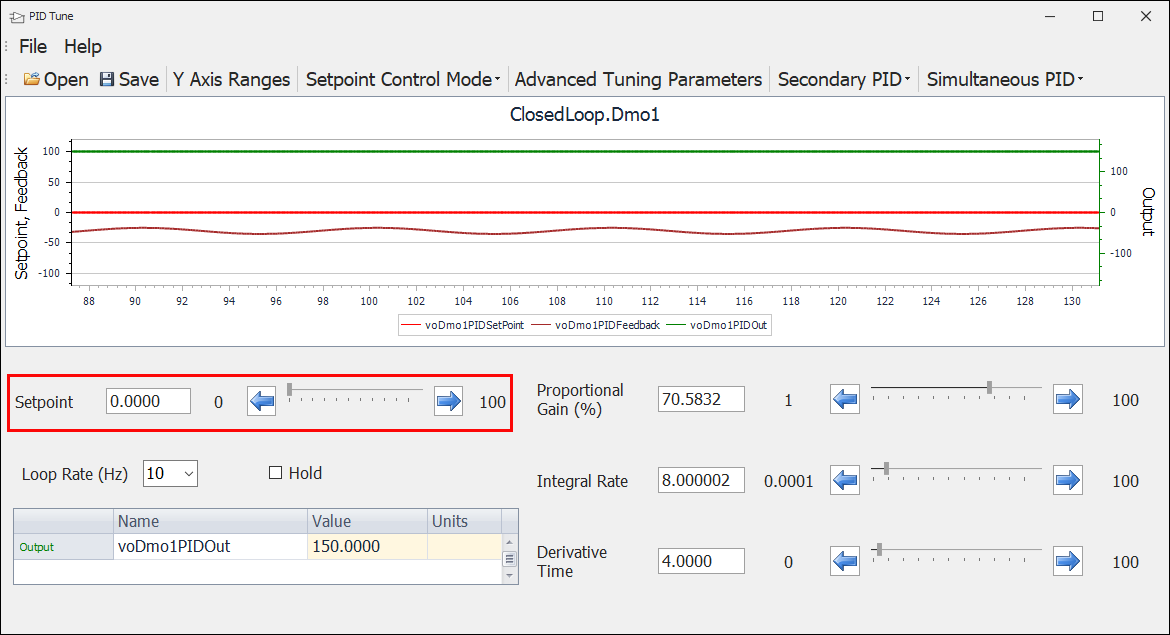 PID Tune
File Help
Open Save Y Axis Ranges Setpoint Control Mode Advanced Tuning Parameters Secondary PID Simultaneous PID
ClosedLoop.Dmo1
Setpoint, Feedback
100
50
0
-50
-100
100
0
-100
Output
88 90 92 94 96 98 100 102 104 106 108 110 112 114 116 118 120 122 124 126 128 130
voDmo1PIDSetPoint voDmo1PIDFeedback voDmo1PIDOut
Setpoint 0.0000 0 100
Proportional
Gain (%) 70.5832 1 100
Loop Rate (Hz) 10 Hold
Integral Rate 8.000002 0.0001 100
Name Value Units
Output voDmo1PIDOut 150.0000
Derivative
Time 4.0000 0 100